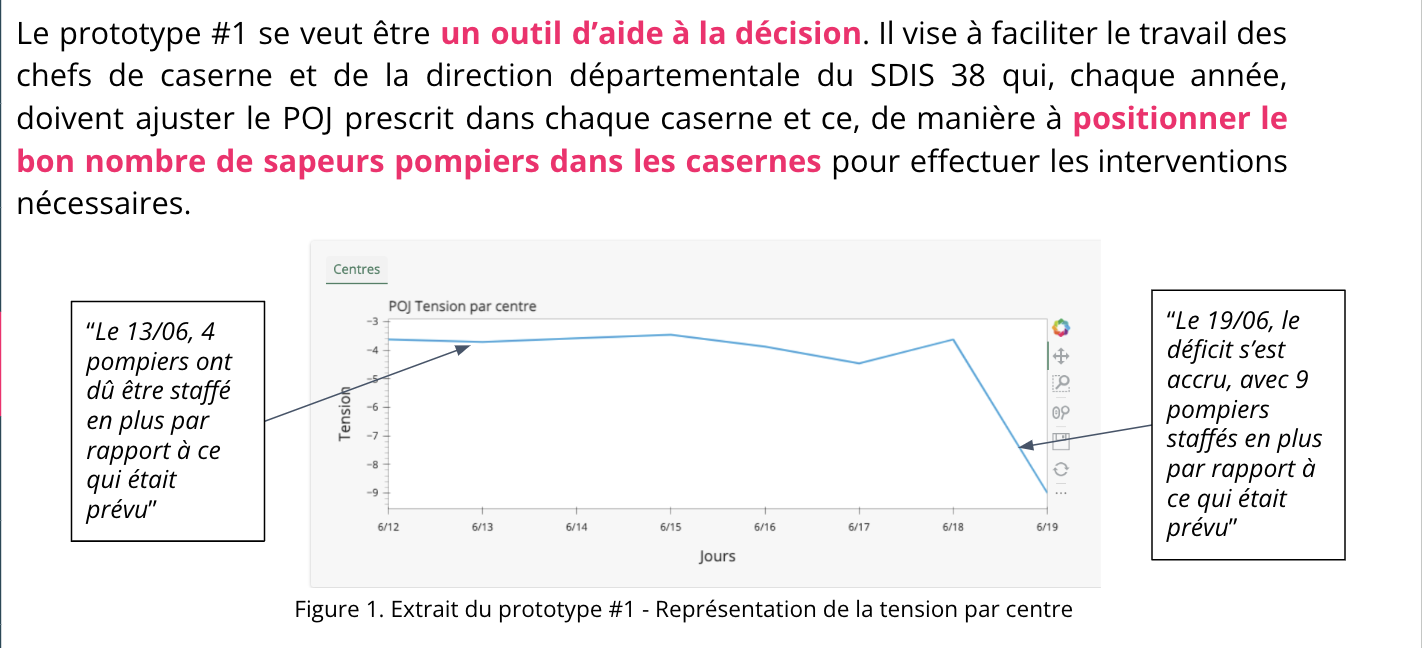 Le prototype #1 se veut être un outil d’aide à la décision. Il vise à faciliter le travail des
chefs de caserne et de la direction départementale du SDIS 38 qui, chaque année,
doivent ajuster le POJ prescrit dans chaque caserne et ce, de manière à positionner le
bon nombre de sapeurs pompiers dans les casernes pour effectuer les interventions
nécessaires.
“Le 13/06, 4
pompiers ont
dû être staffé
en plus par
rapport à ce
qui était
prévu”
Centres
POJ Tension par centre
Tension
−3
−4
−5
−6
−7
−8
−9
6/12
6/13
6/14
6/15
6/16
6/17
6/18
6/19
Jours
“Le 19/06, le
déficit s’est
accru, avec 9
pompiers
staffés en plus
par rapport à
ce qui était
prévu”
Figure 1. Extrait du prototype #1 - Représentation de la tension par centre